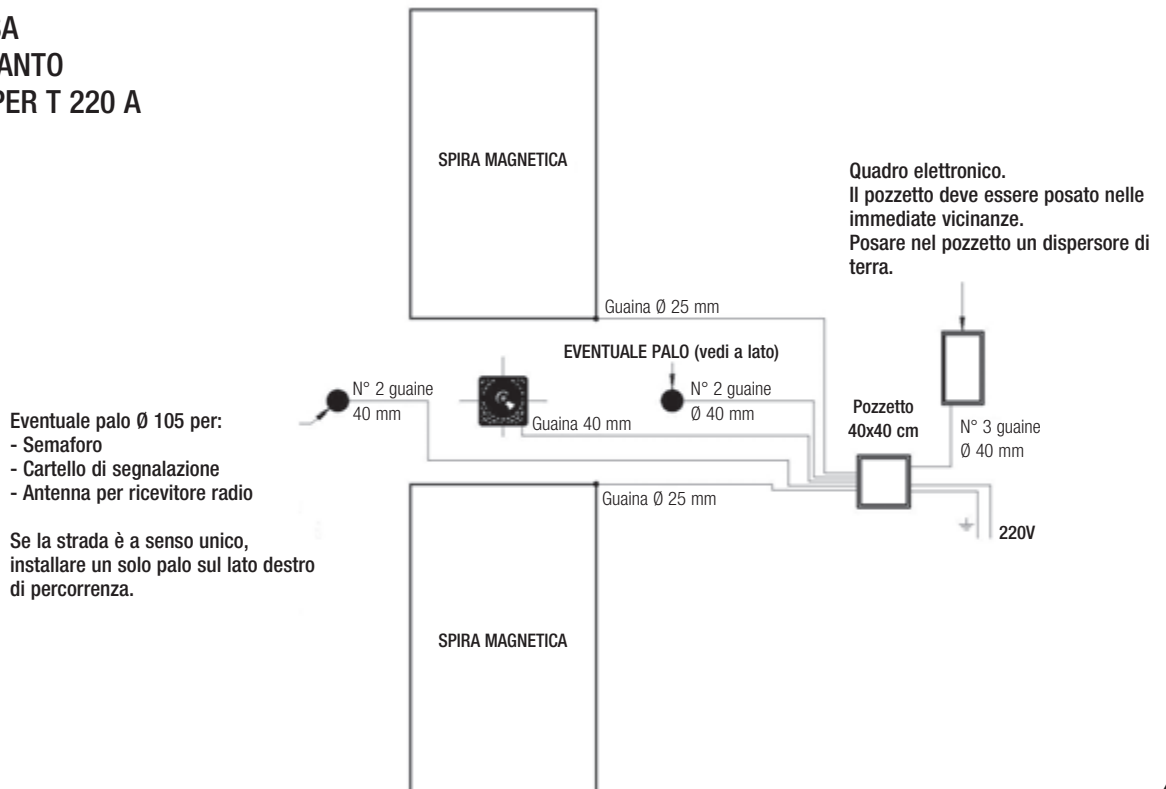 ANTO
PER T 220 A
SPIRA MAGNETICA
Quadro elettronico.
Il pozzetto deve essere posato nelle
immediate vicinanze.
Posare nel pozzetto un dispersore di
terra.
Guaina Ø 25 mm
EVENTUALE PALO (vedi a lato)
N° 2 guaine
40 mm
Guaina 40 mm
N° 2 guaine
Ø 40 mm
Pozzetto
40x40 cm
N° 3 guaine
Ø 40 mm
Eventuale palo Ø 105 per:
- Semaforo
- Cartello di segnalazione
- Antenna per ricevitore radio
Se la strada è a senso unico,
installare un solo palo sul lato destro
di percorrenza.
Guaina Ø 25 mm
220V
SPIRA MAGNETICA